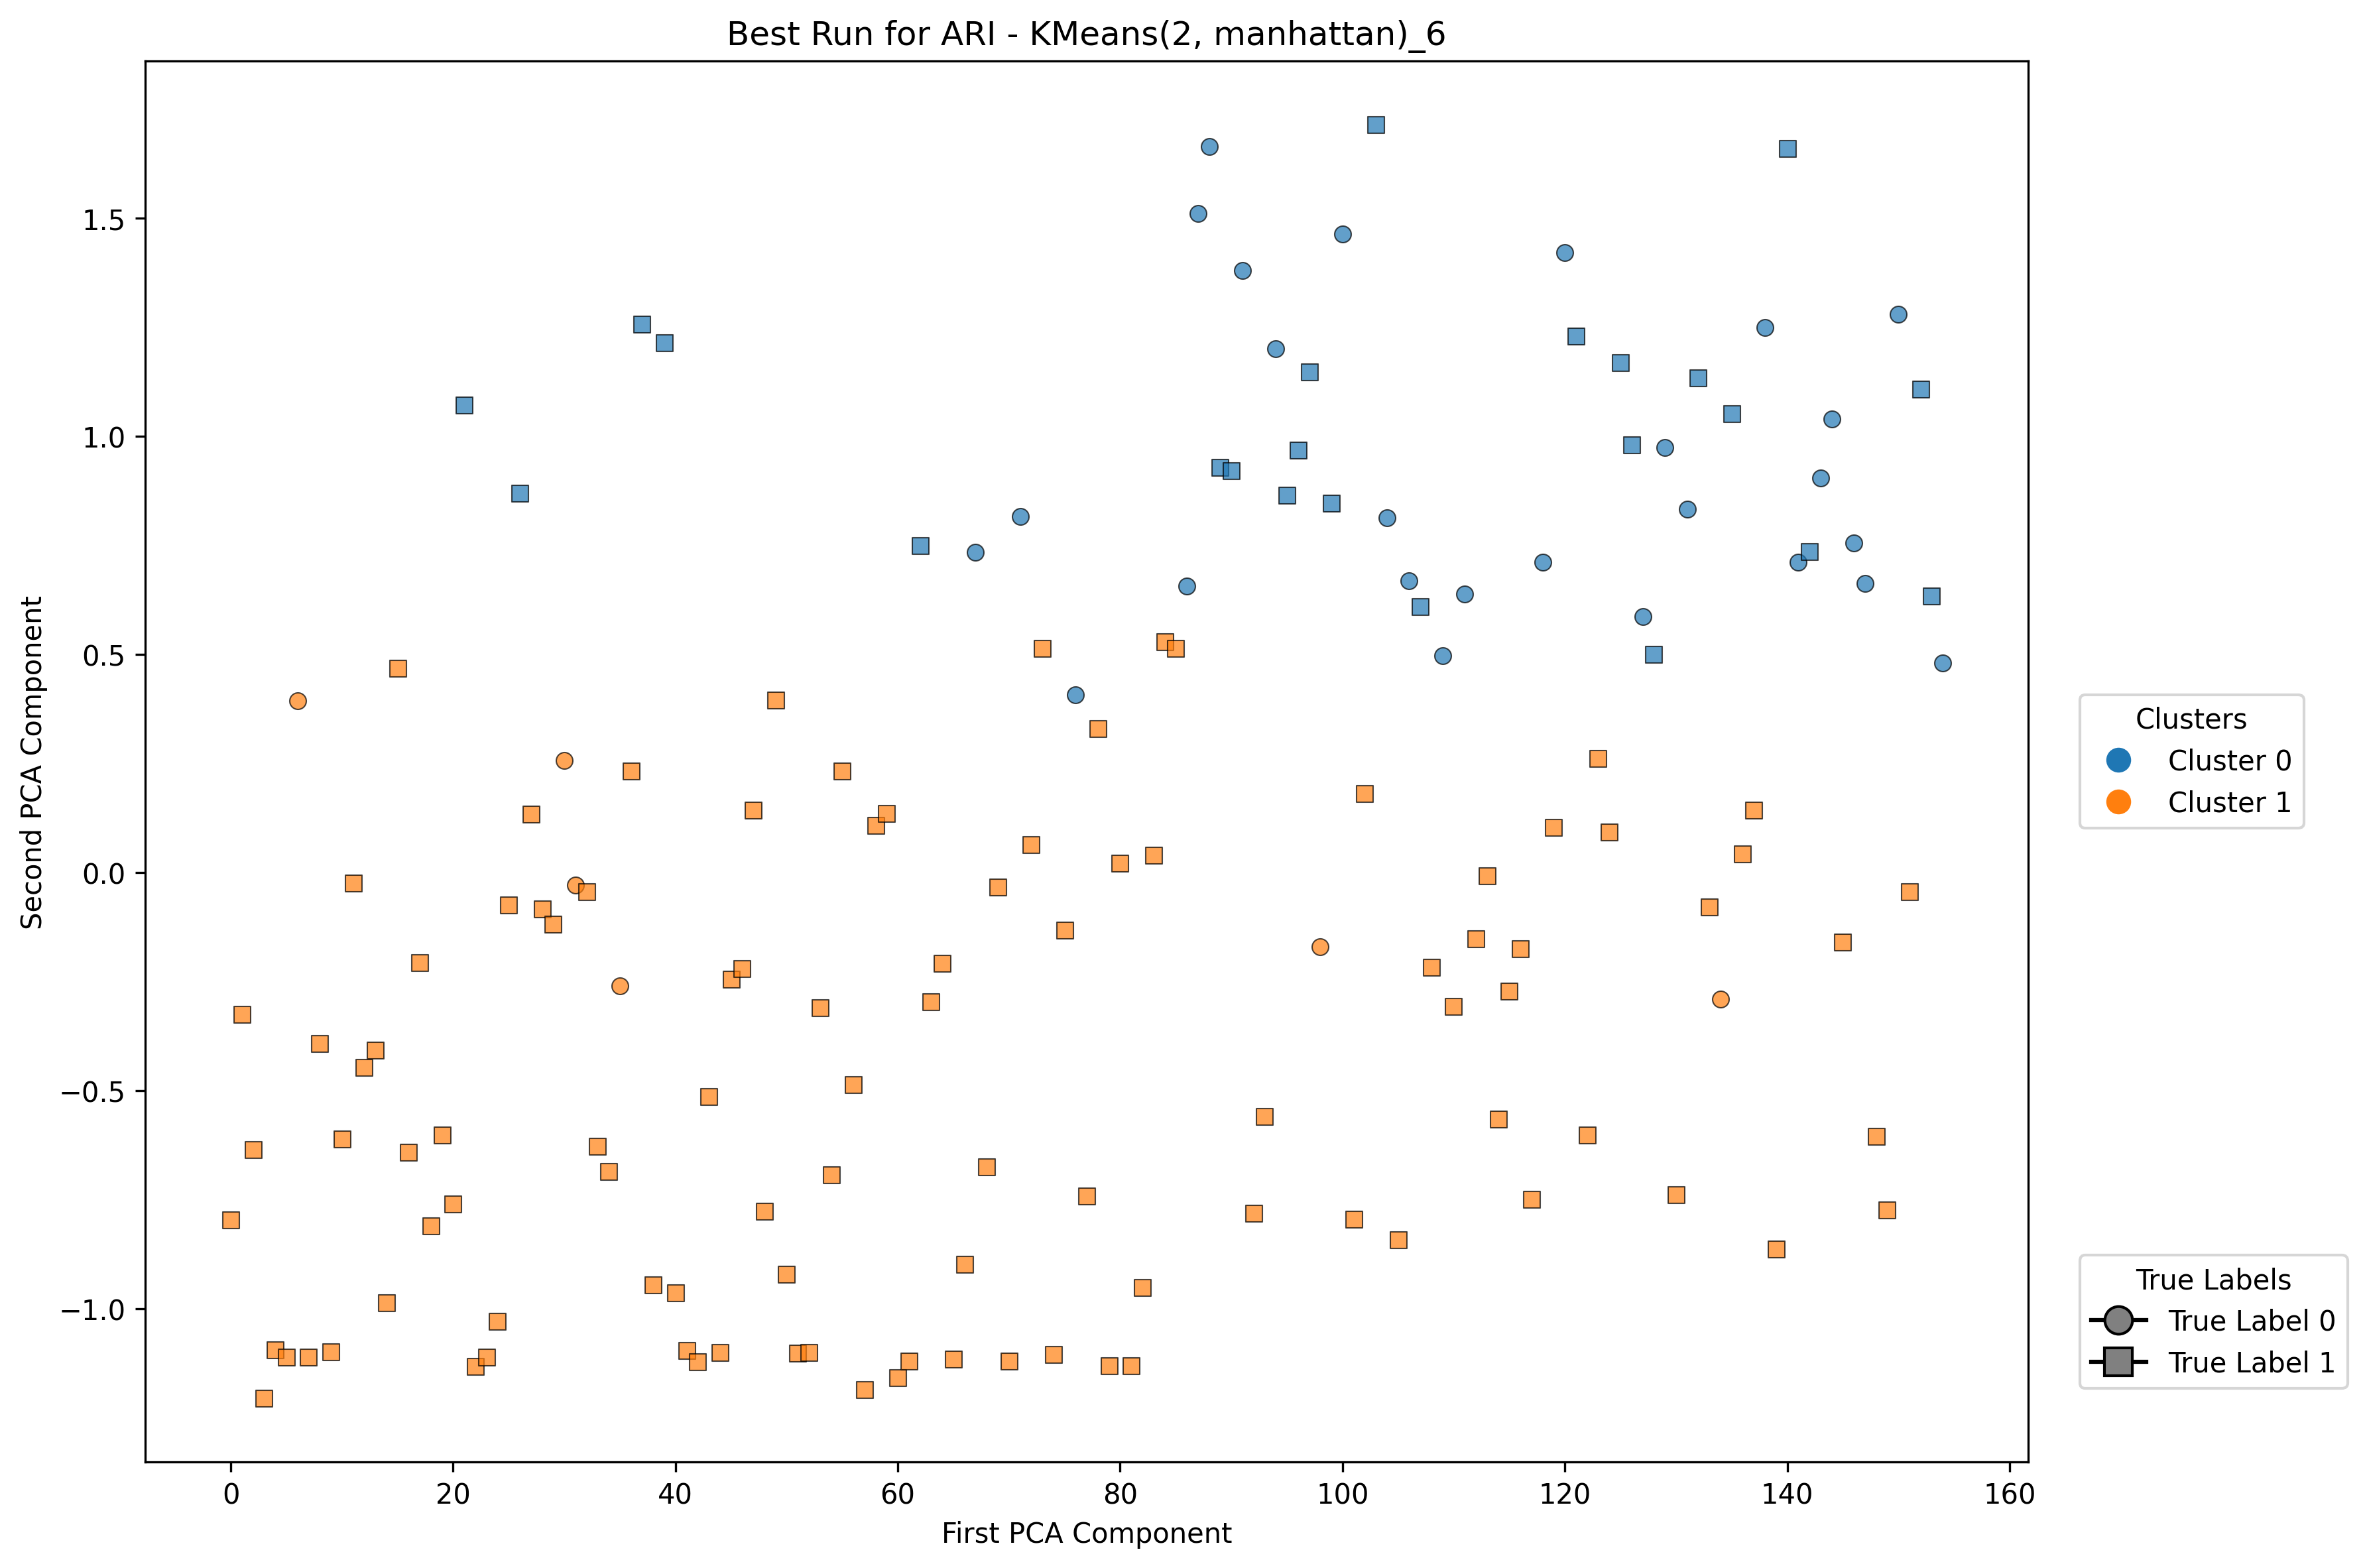 Best Run for ARI - KMeans(2, manhattan)_6
Second PCA Component
1.5
1.0
0.5
0.0
−0.5
−1.0
0 20 40 60 80 100 120 140 160
First PCA Component
Clusters
Cluster 0
Cluster 1
True Labels
True Label 0
True Label 1